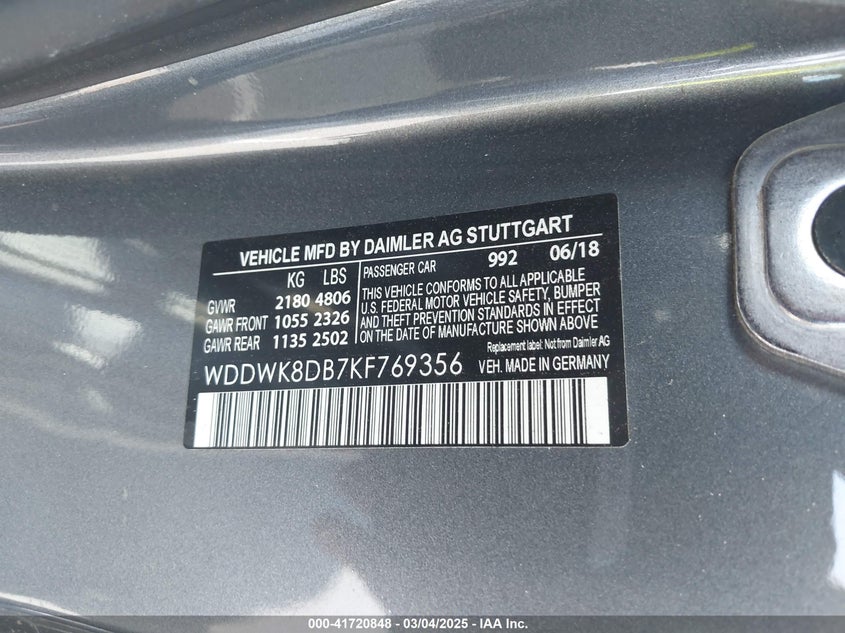 VEHICLE MFD BY DAIMLER AG STUTTGART
KG LBS
GVWR 2180 4806
GAWR FRONT 1055 2326
GAWR REAR 1135 2502
PASSENGER CAR 992 06/18
THIS VEHICLE CONFORMS TO ALL APPLICABLE
U.S. FEDERAL MOTOR VEHICLE SAFETY, BUMPER
AND THEFT PREVENTION STANDARDS IN EFFECT
ON THE DATE OF MANUFACTURE SHOWN ABOVE
Replacement label: Not from Daimler AG
WDDWK8DB7KF769356 VEH. MADE IN GERMANY
000-41720848 - 03/04/2025 - IAA Inc.